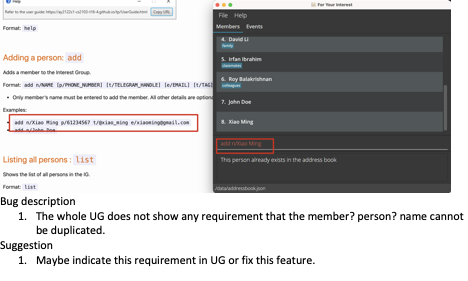 Help
Refer to the user guide: https://ay2122s1-cs2103-t16-4.github.io/tp/UserGuide.html Copy URL
Format: help
Adding a person: add
Adds a member to the Interest Group.
Format: add n/NAME [p/PHONE_NUMBER] [t/TELEGRAM_HANDLE] [e/EMAIL] [t/TAG]
• Only member's name must be entered to add the member. All other details are optiona
Examples:
• add n/Xiao Ming p/61234567 t/@xiao_ming e/xiaoming@gmail.com
• add n/John Doe
Listing all persons : list
Shows the list of all persons in the IG.
Format: list
For Your Interest
File Help
Members Events
4. David Li
family
5. Irfan Ibrahim
classmates
6. Roy Balakrishnan
colleagues
7. John Doe
8. Xiao Ming
add n/Xiao Ming
This person already exists in the address book
/data/addressbook.json
Bug description
1. The whole UG does not show any requirement that the member? person? name cannot
be duplicated.
Suggestion
1. Maybe indicate this requirement in UG or fix this feature.